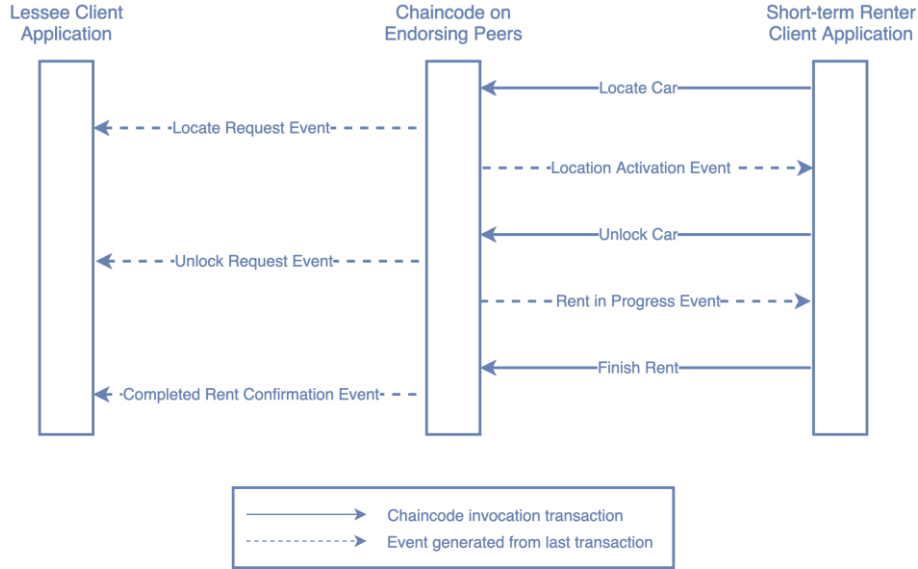 Lessee Client
Application
Chaincode on
Endorsing Peers
Short-term Renter
Client Application
Locate Car
Locate Request Event
Location Activation Event
Unlock Car
Unlock Request Event
Rent in Progress Event
Finish Rent
Completed Rent Confirmation Event
Chaincode invocation transaction
Event generated from last transaction